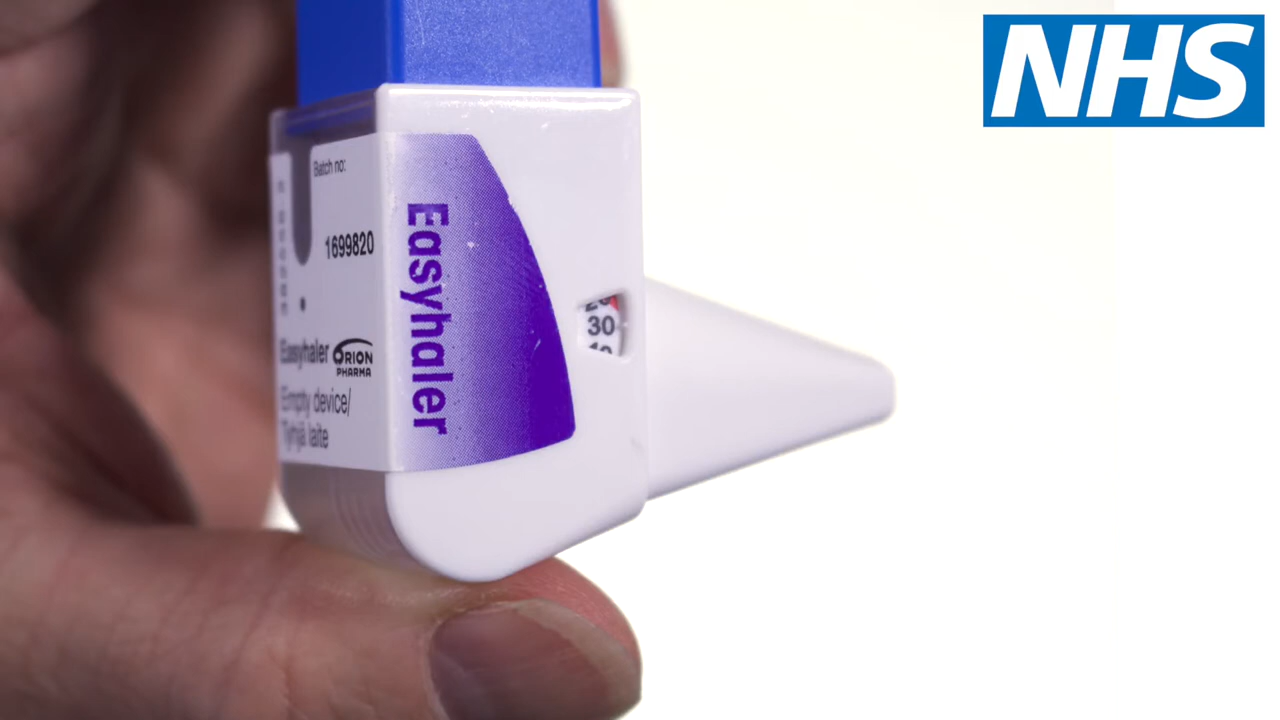 NHS
Batch no:
1699820
Easyhaler
ORION
PHARMA
Empty device/
Tyhjä laite
Easyhaler
30